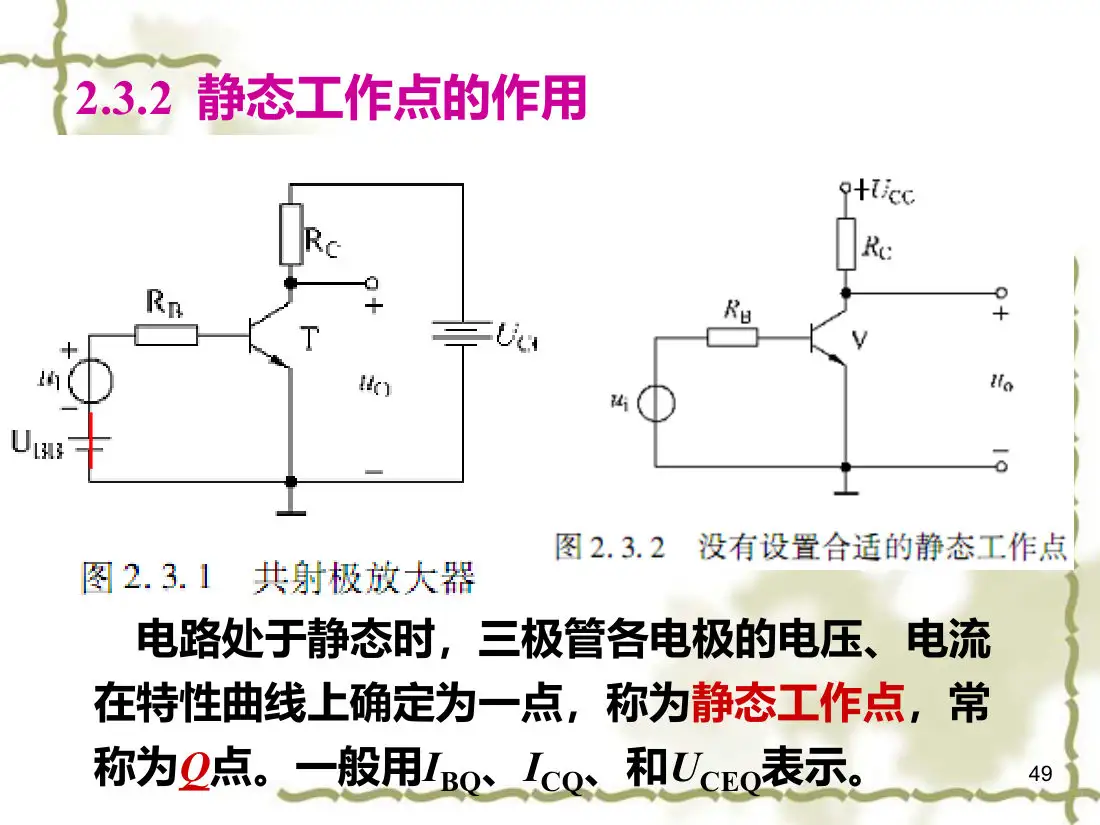 2.3.2 静态工作点的作用
+UCC
RC
RC
RB
RB
+
+
T
V
+
uI
uO
uo
ui
−
UBB
−
−
图 2.3.1 共射极放大器
图 2.3.2 没有设置合适的静态工作点
电路处于静态时，三极管各电极的电压、电流
在特性曲线上确定为一点，称为静态工作点，常
称为Q点。一般用IBQ、ICQ、和UCEQ表示。
49